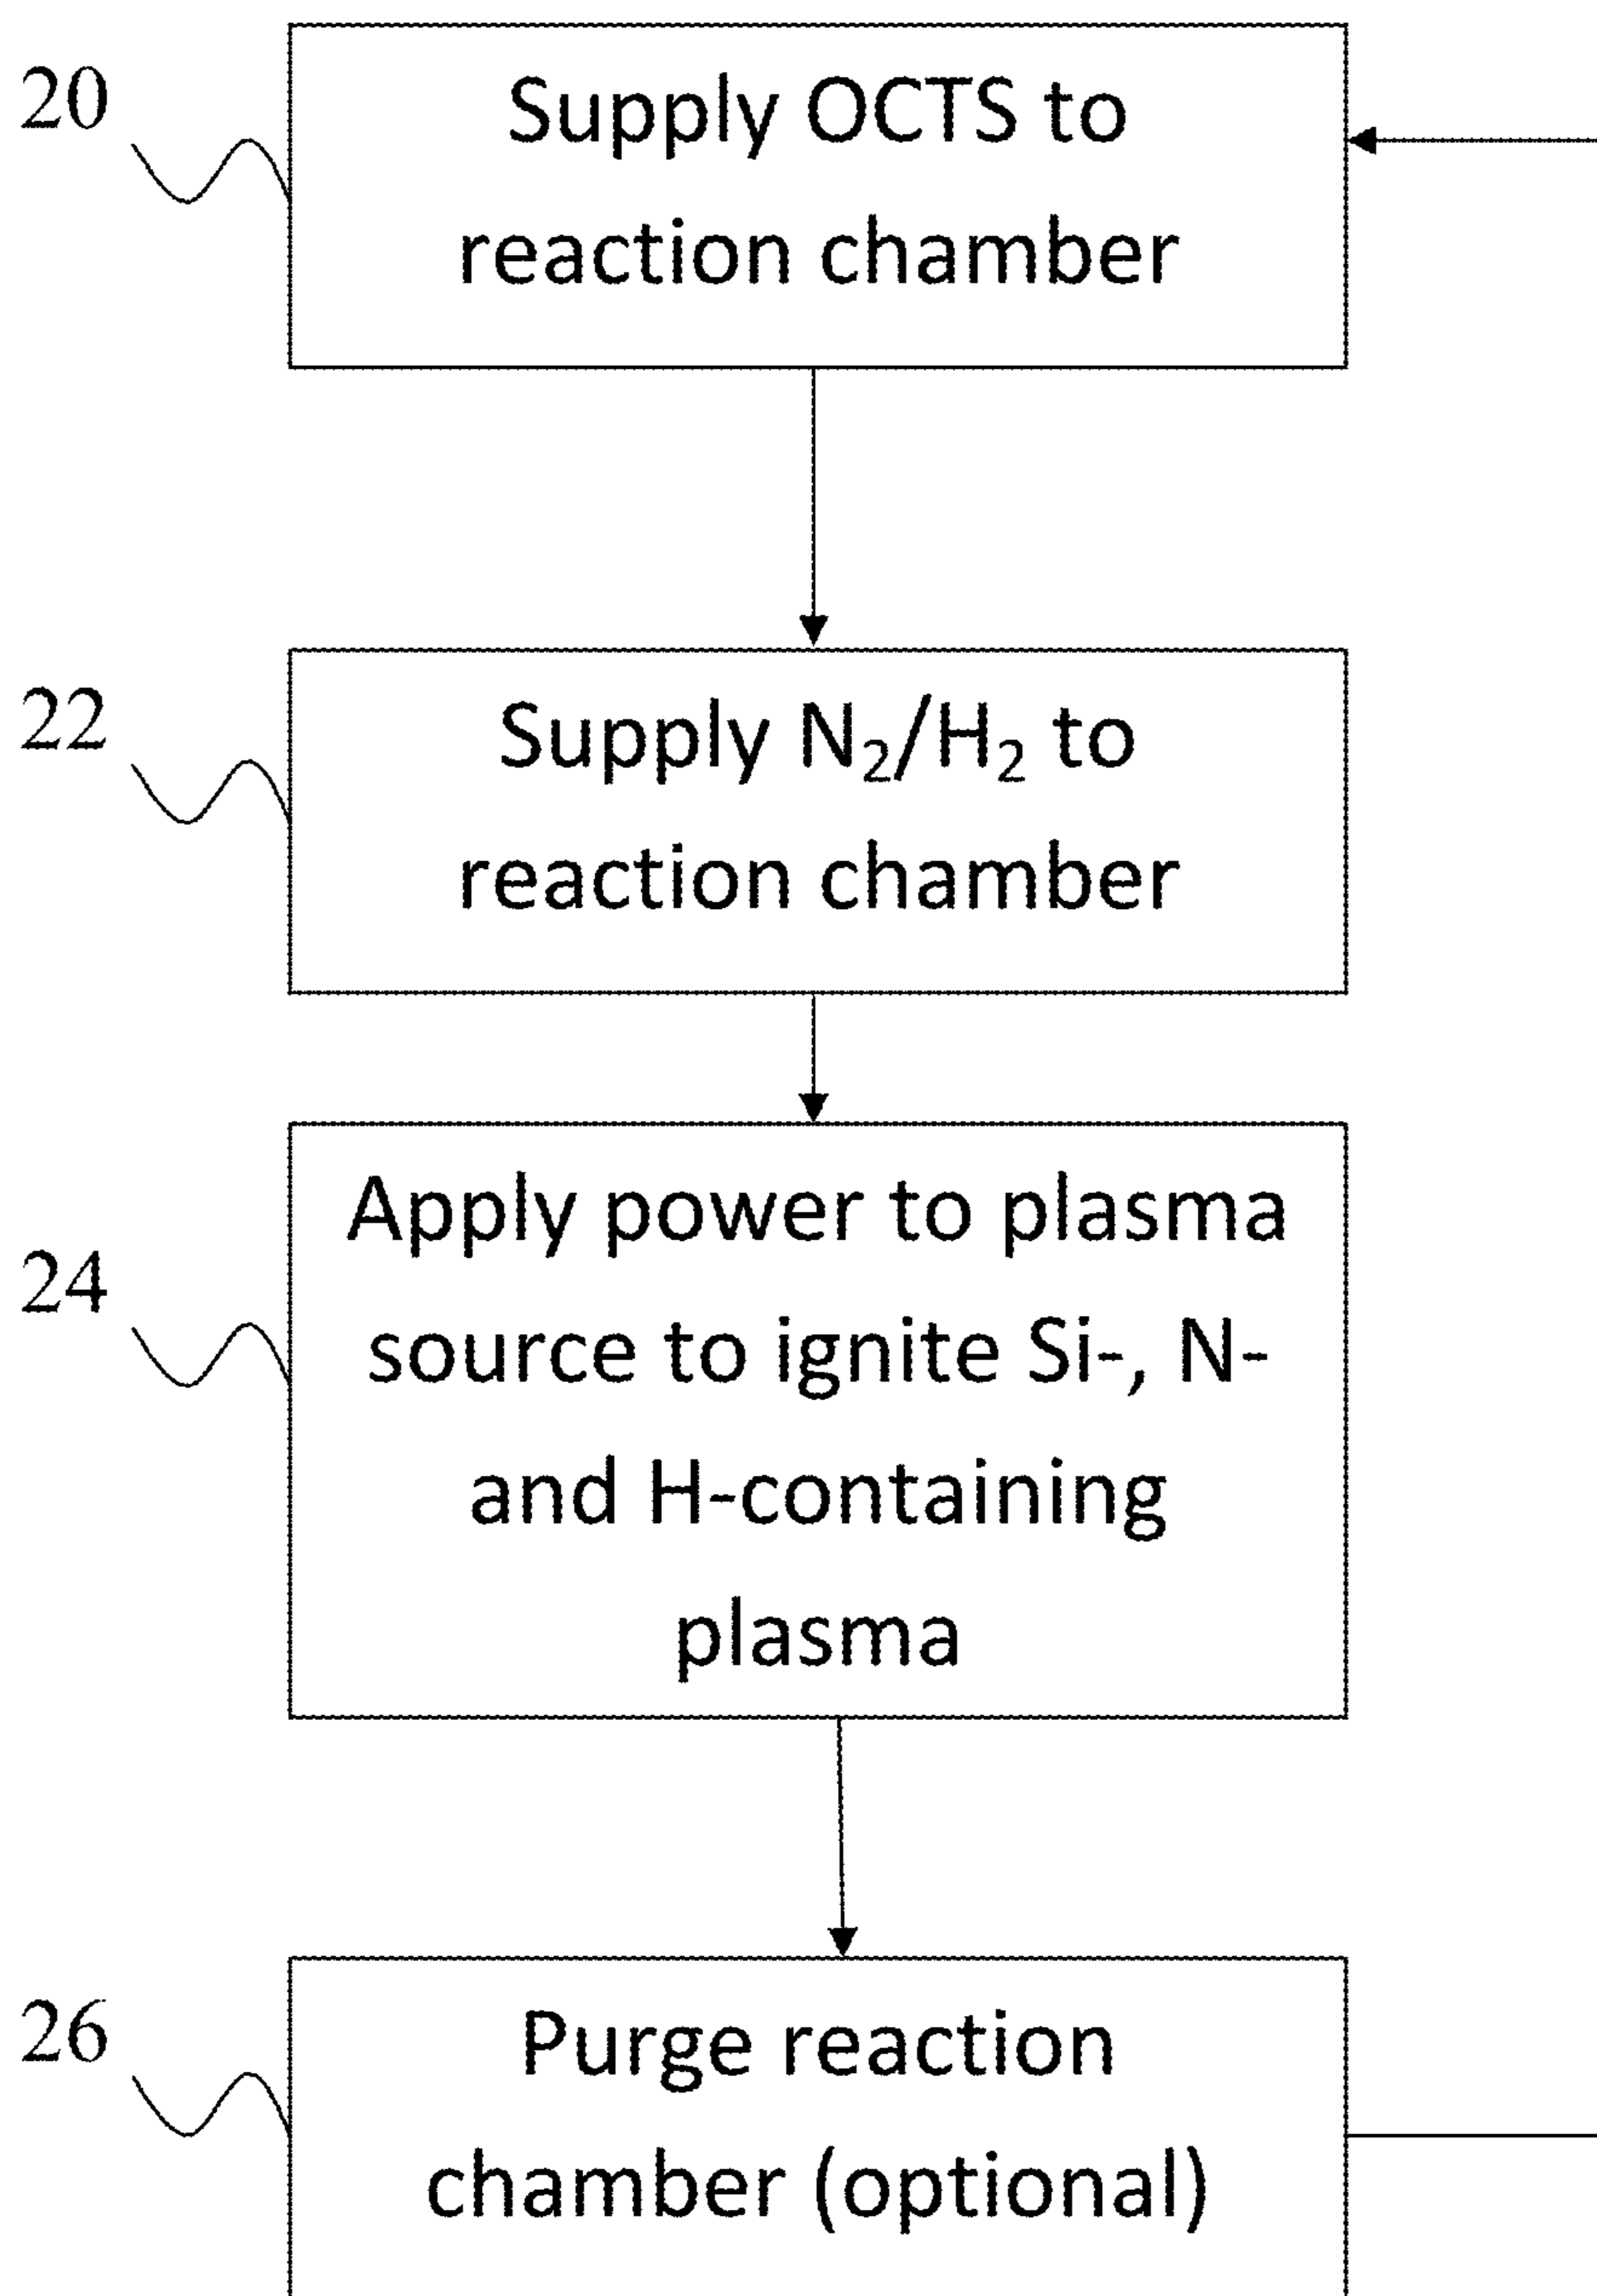 20
Supply OCTS to
reaction chamber
22
Supply N₂/H₂ to
reaction chamber
24
Apply power to plasma
source to ignite Si-, N-
and H-containing
plasma
26
Purge reaction
chamber (optional)